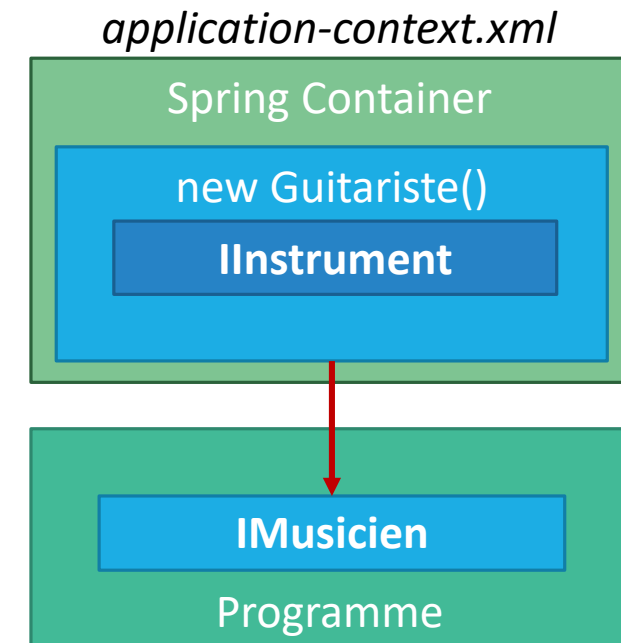 application-context.xml
Spring Container
new Guitariste()
IInstrument
IMusicien
Programme